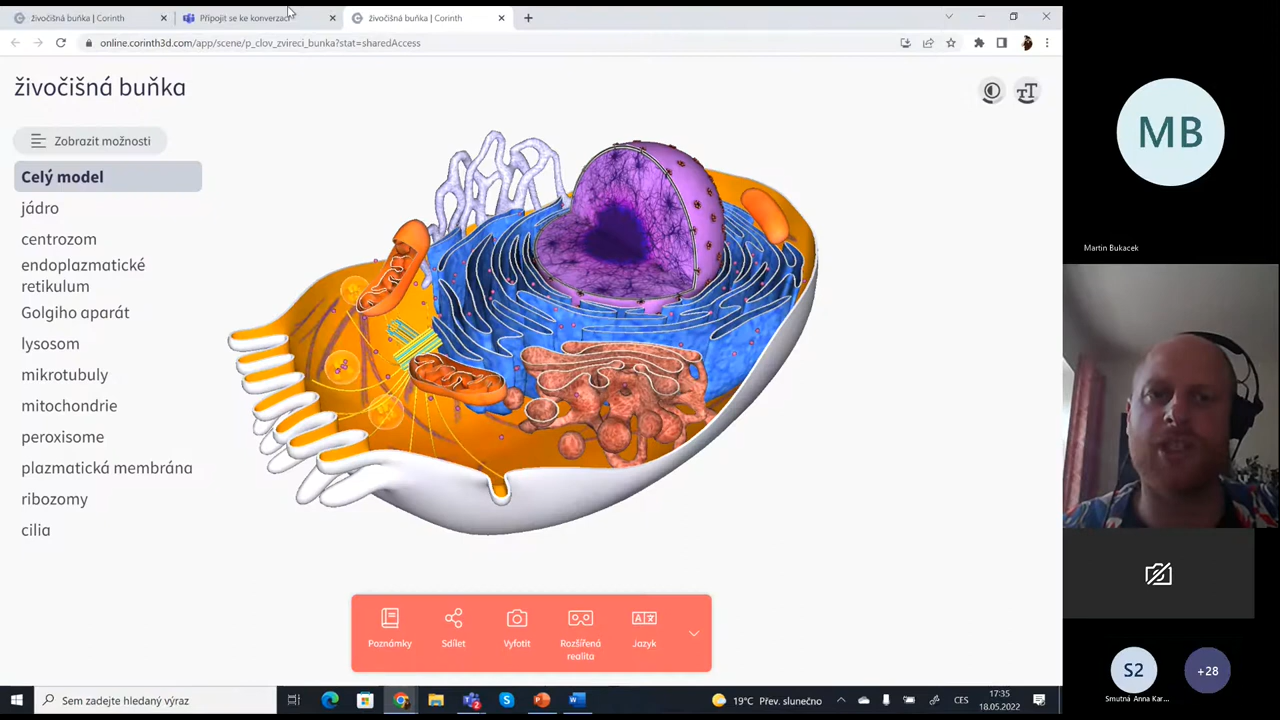 živočišná buňka | Corinth
Připojit se ke konverzaci
živočišná buňka | Corinth
online.corinth3d.com/app/scene/p_clov_zvireci_bunka?stat=sharedAccess
živočišná buňka
Zobrazit možnosti
Celý model
jádro
centrozom
endoplazmatické
retikulum
Golgiho aparát
lysosom
mikrotubuly
mitochondrie
peroxisome
plazmatická membrána
ribozomy
cilia
Poznámky
Sdílet
Vyfotit
Rozšířená
realita
Jazyk
Sem zadejte hledaný výraz
19°C Přev. slunečno
CES
17:35
18.05.2022
MB
Martin Bukacek
S2
+28
Smutná Anna Kar...